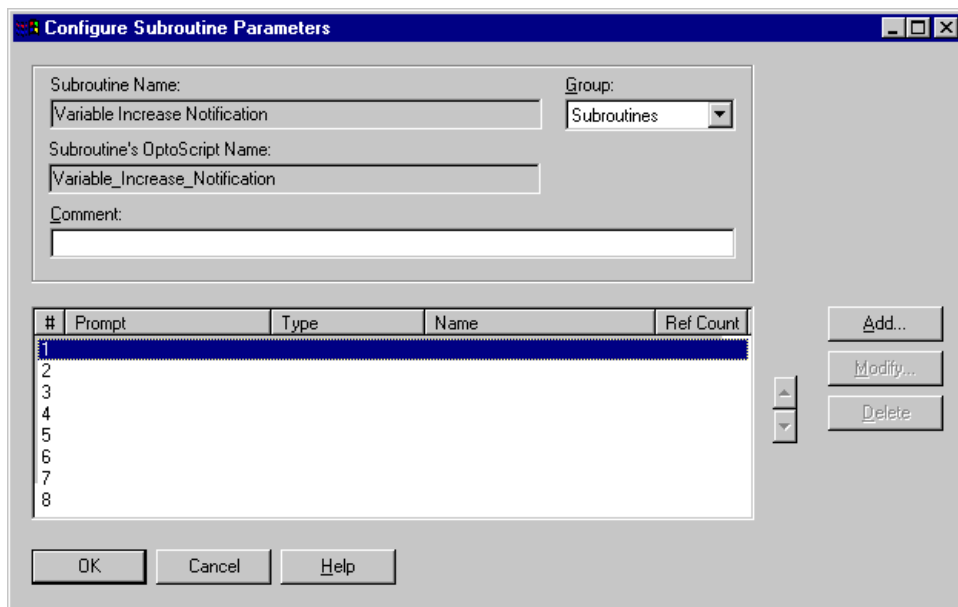 Configure Subroutine Parameters
Subroutine Name:
Group:
Variable Increase Notification
Subroutines
Subroutine's OptoScript Name:
Variable_Increase_Notification
Comment:
# Prompt Type Name Ref Count
1
2
3
4
5
6
7
8
Add...
Modify...
Delete
OK Cancel Help